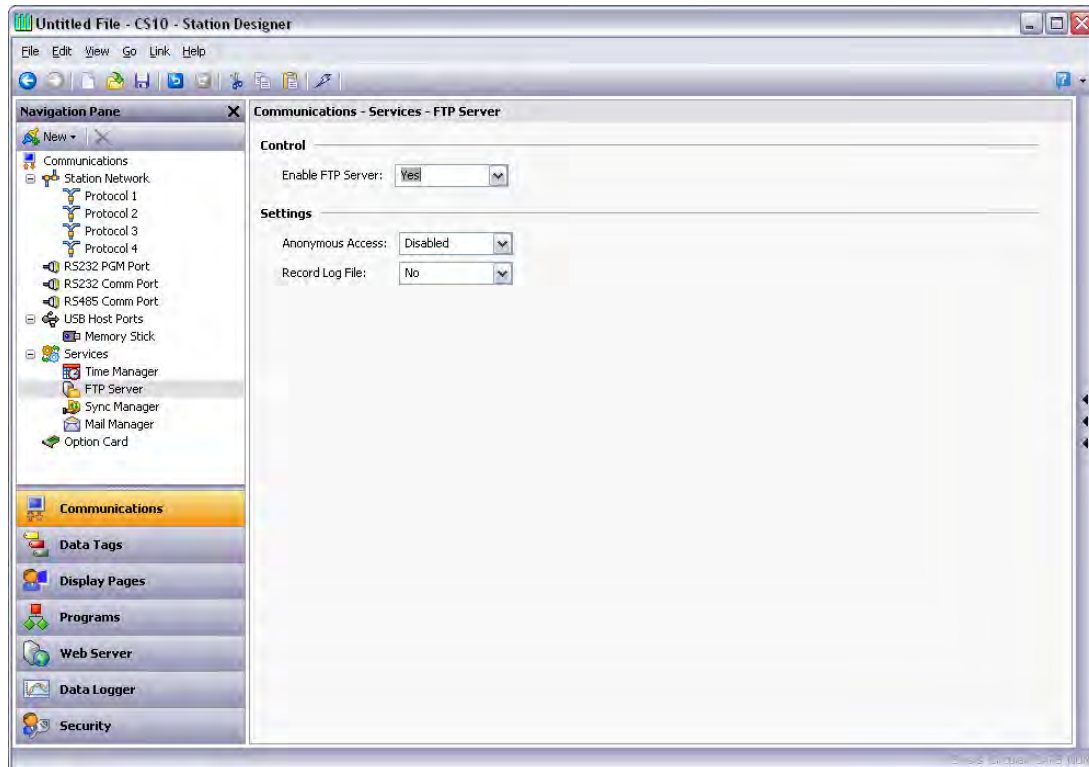 Untitled File - CS10 - Station Designer
File Edit View Go Link Help
Navigation Pane
New
Communications
Station Network
Protocol 1
Protocol 2
Protocol 3
Protocol 4
RS232 PGM Port
RS232 Comm Port
RS485 Comm Port
USB Host Ports
Memory Stick
Services
Time Manager
FTP Server
Sync Manager
Mail Manager
Option Card
Communications
Data Tags
Display Pages
Programs
Web Server
Data Logger
Security
Communications - Services - FTP Server
Control
Enable FTP Server: Yes
Settings
Anonymous Access: Disabled
Record Log File: No